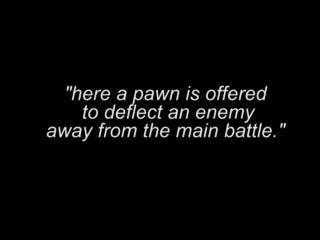 "here a pawn is offered
to deflect an enemy
away from the main battle."